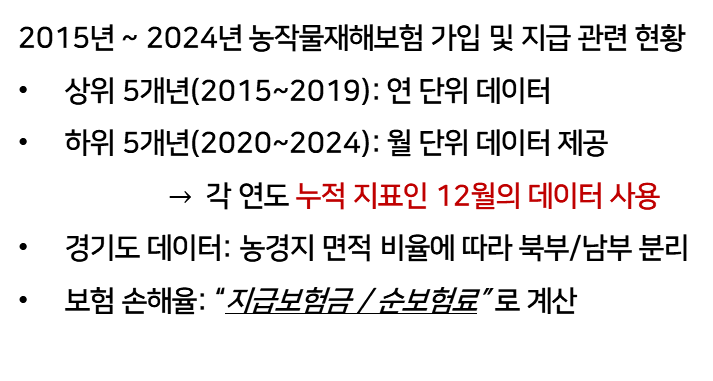 2015년 ~ 2024년 농작물재해보험 가입 및 지급 관련 현황
• 상위 5개년(2015~2019): 연 단위 데이터
• 하위 5개년(2020~2024): 월 단위 데이터 제공
→ 각 연도 누적 지표인 12월의 데이터 사용
• 경기도 데이터: 농경지 면적 비율에 따라 북부/남부 분리
• 보험 손해율: “지급보험금 / 순보험료”로 계산